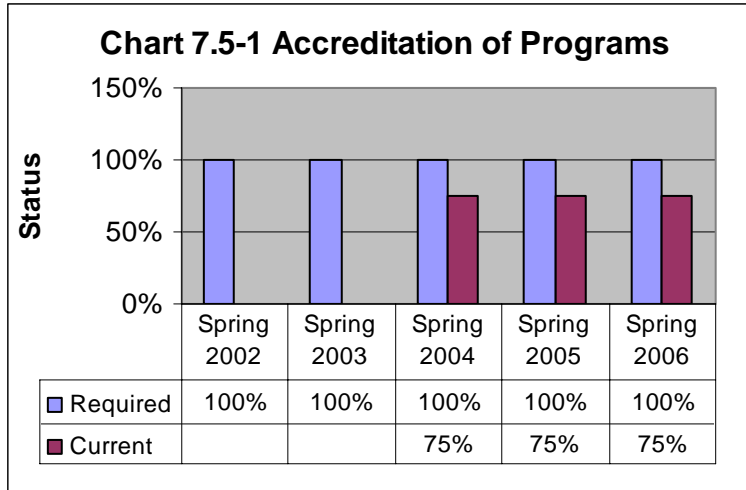 Chart 7.5-1 Accreditation of Programs
150%
100%
50%
0%
Status
Spring 2002 Spring 2003 Spring 2004 Spring 2005 Spring 2006
Required 100% 100% 100% 100% 100%
Current 75% 75% 75%